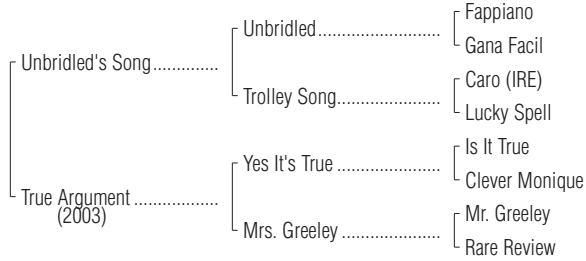 Fappiano
Unbridled
Gana Facil
Unbridled's Song
Caro (IRE)
Trolley Song
Lucky Spell
Is It True
Yes It's True
Clever Monique
True Argument
(2003)
Mr. Greeley
Mrs. Greeley
Rare Review